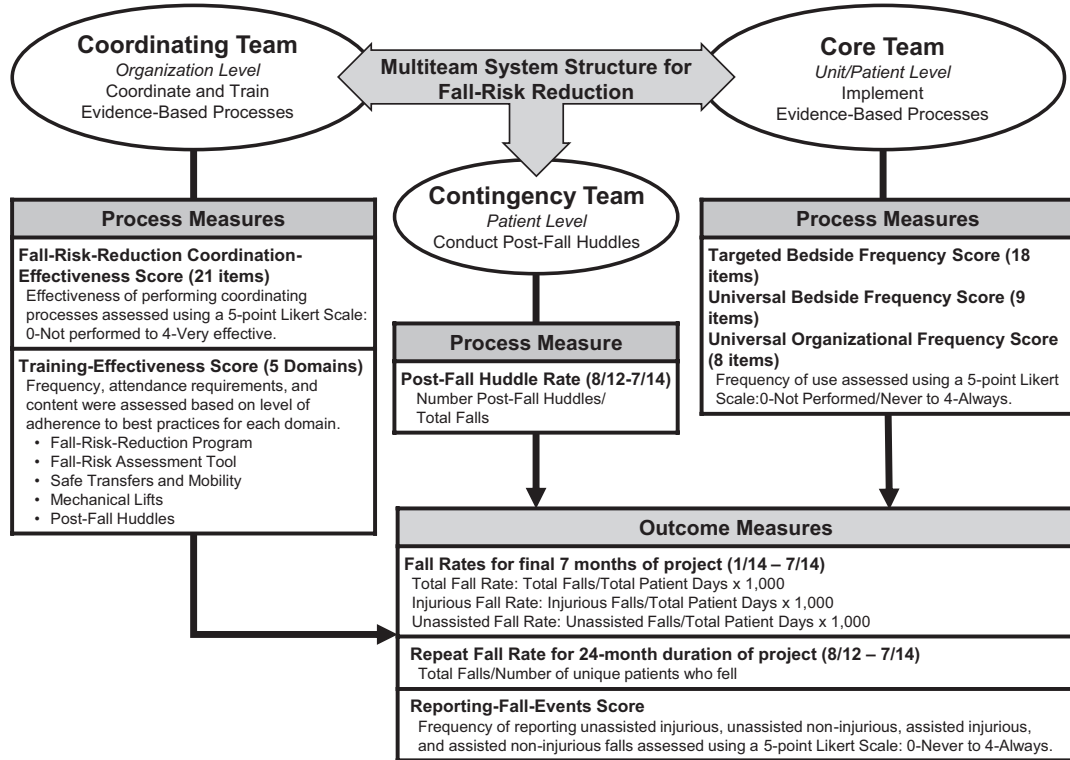 Coordinating Team
Organization Level
Coordinate and Train
Evidence-Based Processes
Multiteam System Structure for
Fall-Risk Reduction
Core Team
Unit/Patient Level
Implement
Evidence-Based Processes
Contingency Team
Patient Level
Conduct Post-Fall Huddles
Process Measures
Fall-Risk-Reduction Coordination-
Effectiveness Score (21 items)
Effectiveness of performing coordinating
processes assessed using a 5-point Likert Scale:
0-Not performed to 4-Very effective.
Training-Effectiveness Score (5 Domains)
Frequency, attendance requirements, and
content were assessed based on level of
adherence to best practices for each domain.
• Fall-Risk-Reduction Program
• Fall-Risk Assessment Tool
• Safe Transfers and Mobility
• Mechanical Lifts
• Post-Fall Huddles
Process Measure
Post-Fall Huddle Rate (8/12-7/14)
Number Post-Fall Huddles/
Total Falls
Process Measures
Targeted Bedside Frequency Score (18
items)
Universal Bedside Frequency Score (9
items)
Universal Organizational Frequency Score
(8 items)
Frequency of use assessed using a 5-point Likert
Scale:0-Not Performed/Never to 4-Always.
Outcome Measures
Fall Rates for final 7 months of project (1/14 – 7/14)
Total Fall Rate: Total Falls/Total Patient Days x 1,000
Injurious Fall Rate: Injurious Falls/Total Patient Days x 1,000
Unassisted Fall Rate: Unassisted Falls/Total Patient Days x 1,000
Repeat Fall Rate for 24-month duration of project (8/12 – 7/14)
Total Falls/Number of unique patients who fell
Reporting-Fall-Events Score
Frequency of reporting unassisted injurious, unassisted non-injurious, assisted injurious,
and assisted non-injurious falls assessed using a 5-point Likert Scale: 0-Never to 4-Always.